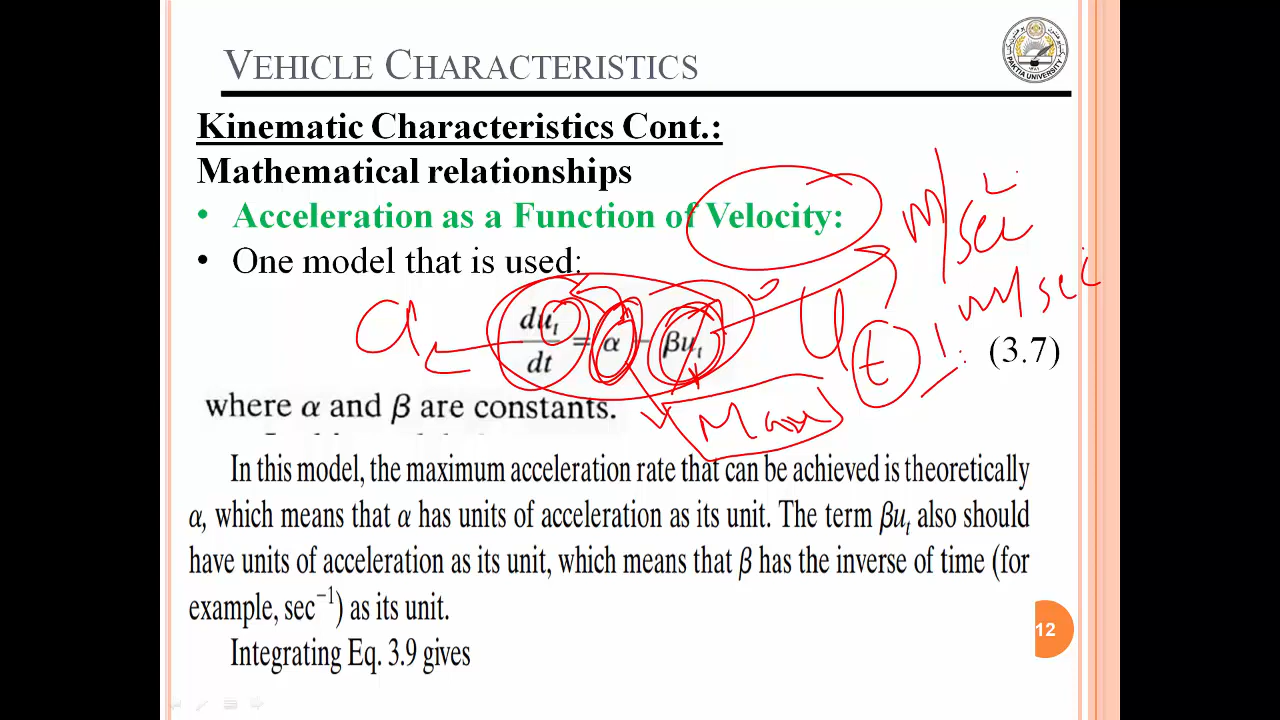 VEHICLE CHARACTERISTICS
PAKTIA UNIVERSITY
Kinematic Characteristics Cont.:
Mathematical relationships
• Acceleration as a Function of Velocity:
• One model that is used:
m/sec²
m/sec
a
du_t/dt = α − βu_t
u
t
(3.7)
Max
where α and β are constants.
In this model, the maximum acceleration rate that can be achieved is theoretically
α, which means that α has units of acceleration as its unit. The term βu_t also should
have units of acceleration as its unit, which means that β has the inverse of time (for
example, sec⁻¹) as its unit.
Integrating Eq. 3.9 gives
12